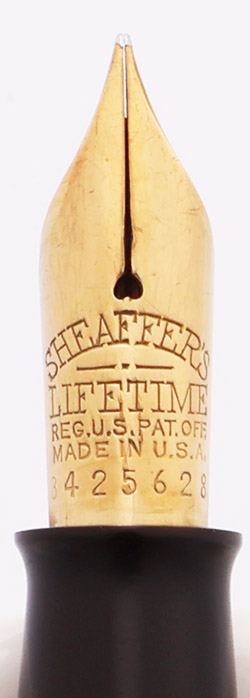 SHEAFFER'S
LIFETIME
REG. U.S. PAT. OFF.
MADE IN U.S.A.
3425628